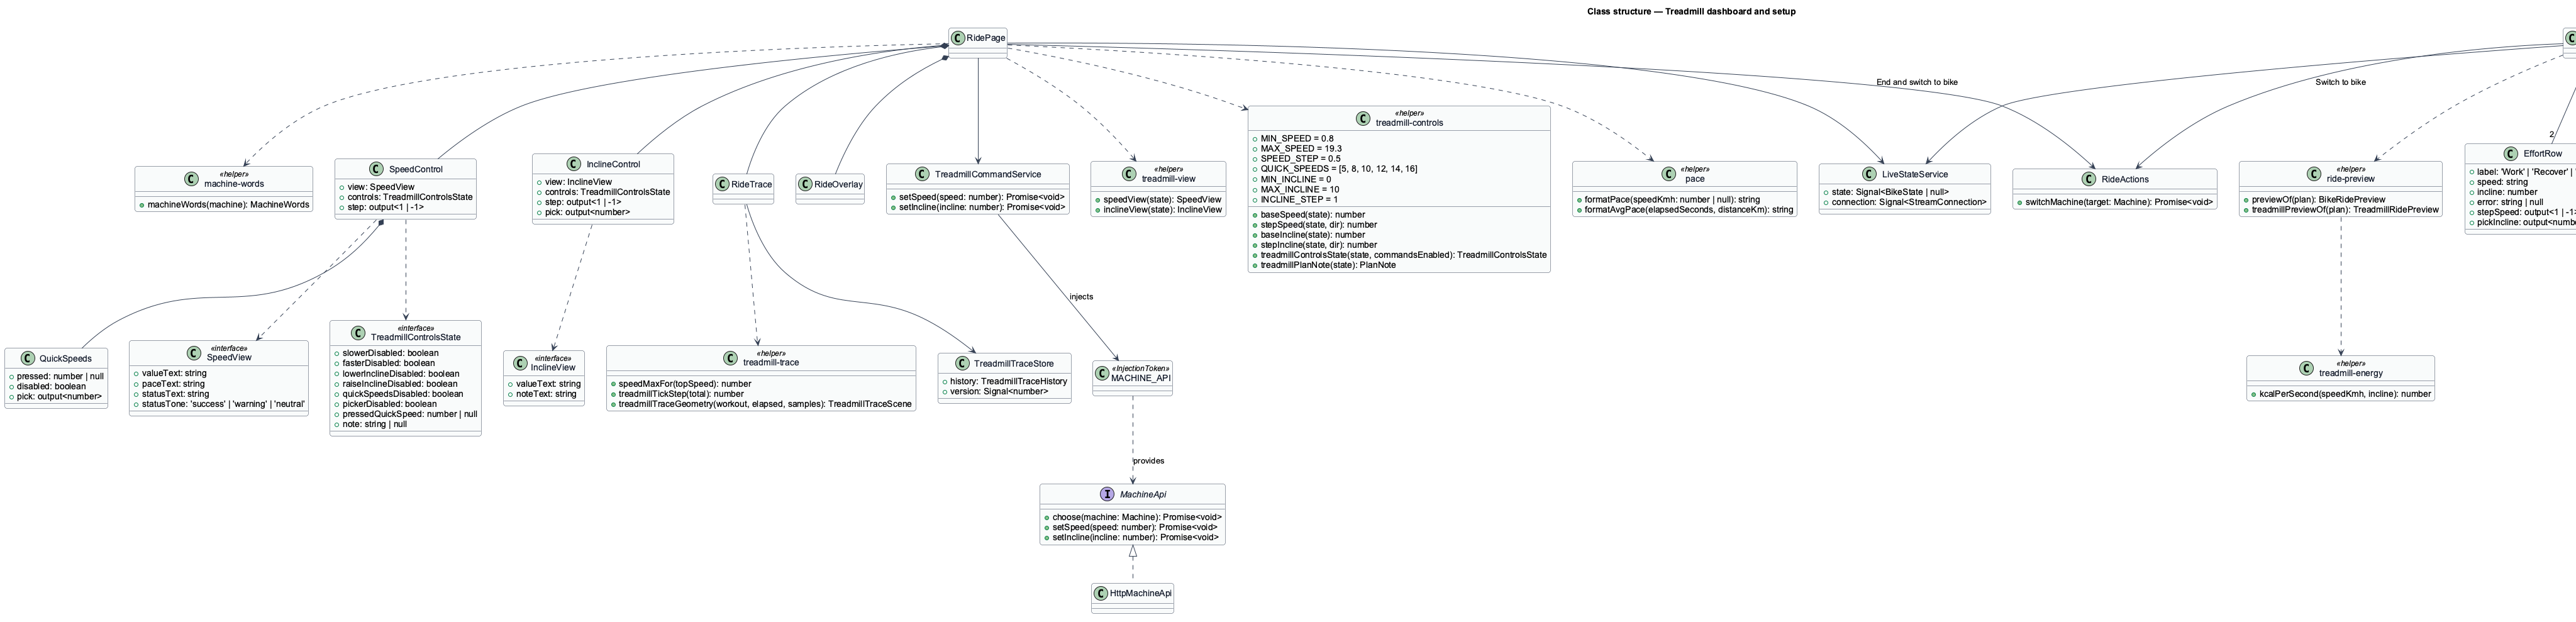 Class structure — Treadmill dashboard and setup
C RidePage
C
End and switch to bike
Switch to bike
2
«helper»
C machine-words
machineWords(machine): MachineWords
C SpeedControl
view: SpeedView
controls: TreadmillControlsState
step: output<1 | -1>
C InclineControl
view: InclineView
controls: TreadmillControlsState
step: output<1 | -1>
pick: output<number>
C RideTrace
C RideOverlay
C TreadmillCommandService
setSpeed(speed: number): Promise<void>
setIncline(incline: number): Promise<void>
«helper»
C treadmill-view
speedView(state): SpeedView
inclineView(state): InclineView
«helper»
C treadmill-controls
MIN_SPEED = 0.8
MAX_SPEED = 19.3
SPEED_STEP = 0.5
QUICK_SPEEDS = [5, 8, 10, 12, 14, 16]
MIN_INCLINE = 0
MAX_INCLINE = 10
INCLINE_STEP = 1
baseSpeed(state): number
stepSpeed(state, dir): number
baseIncline(state): number
stepIncline(state, dir): number
treadmillControlsState(state, commandsEnabled): TreadmillControlsState
treadmillPlanNote(state): PlanNote
«helper»
C pace
formatPace(speedKmh: number | null): string
formatAvgPace(elapsedSeconds, distanceKm): string
C LiveStateService
state: Signal<BikeState | null>
connection: Signal<StreamConnection>
C RideActions
switchMachine(target: Machine): Promise<void>
«helper»
C ride-preview
previewOf(plan): BikeRidePreview
treadmillPreviewOf(plan): TreadmillRidePreview
C EffortRow
label: 'Work' | 'Recover' |
speed: string
incline: number
error: string | null
stepSpeed: output<1 | -1>
pickIncline: output<numbe
injects
C QuickSpeeds
pressed: number | null
disabled: boolean
pick: output<number>
«interface»
C SpeedView
valueText: string
paceText: string
statusText: string
statusTone: 'success' | 'warning' | 'neutral'
«interface»
C TreadmillControlsState
slowerDisabled: boolean
fasterDisabled: boolean
lowerInclineDisabled: boolean
raiseInclineDisabled: boolean
quickSpeedsDisabled: boolean
pickerDisabled: boolean
pressedQuickSpeed: number | null
note: string | null
«interface»
C InclineView
valueText: string
noteText: string
«helper»
C treadmill-trace
speedMaxFor(topSpeed): number
treadmillTickStep(total): number
treadmillTraceGeometry(workout, elapsed, samples): TreadmillTraceScene
C TreadmillTraceStore
history: TreadmillTraceHistory
version: Signal<number>
«InjectionToken»
C MACHINE_API
«helper»
C treadmill-energy
kcalPerSecond(speedKmh, incline): number
provides
I MachineApi
choose(machine: Machine): Promise<void>
setSpeed(speed: number): Promise<void>
setIncline(incline: number): Promise<void>
C HttpMachineApi